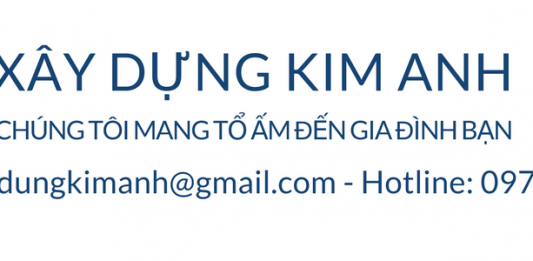 XÂY DỰNG KIM ANH
CHÚNG TÔI MANG TỔ ẤM ĐẾN GIA ĐÌNH BẠN
dungkimanh@gmail.com - Hotline: 097